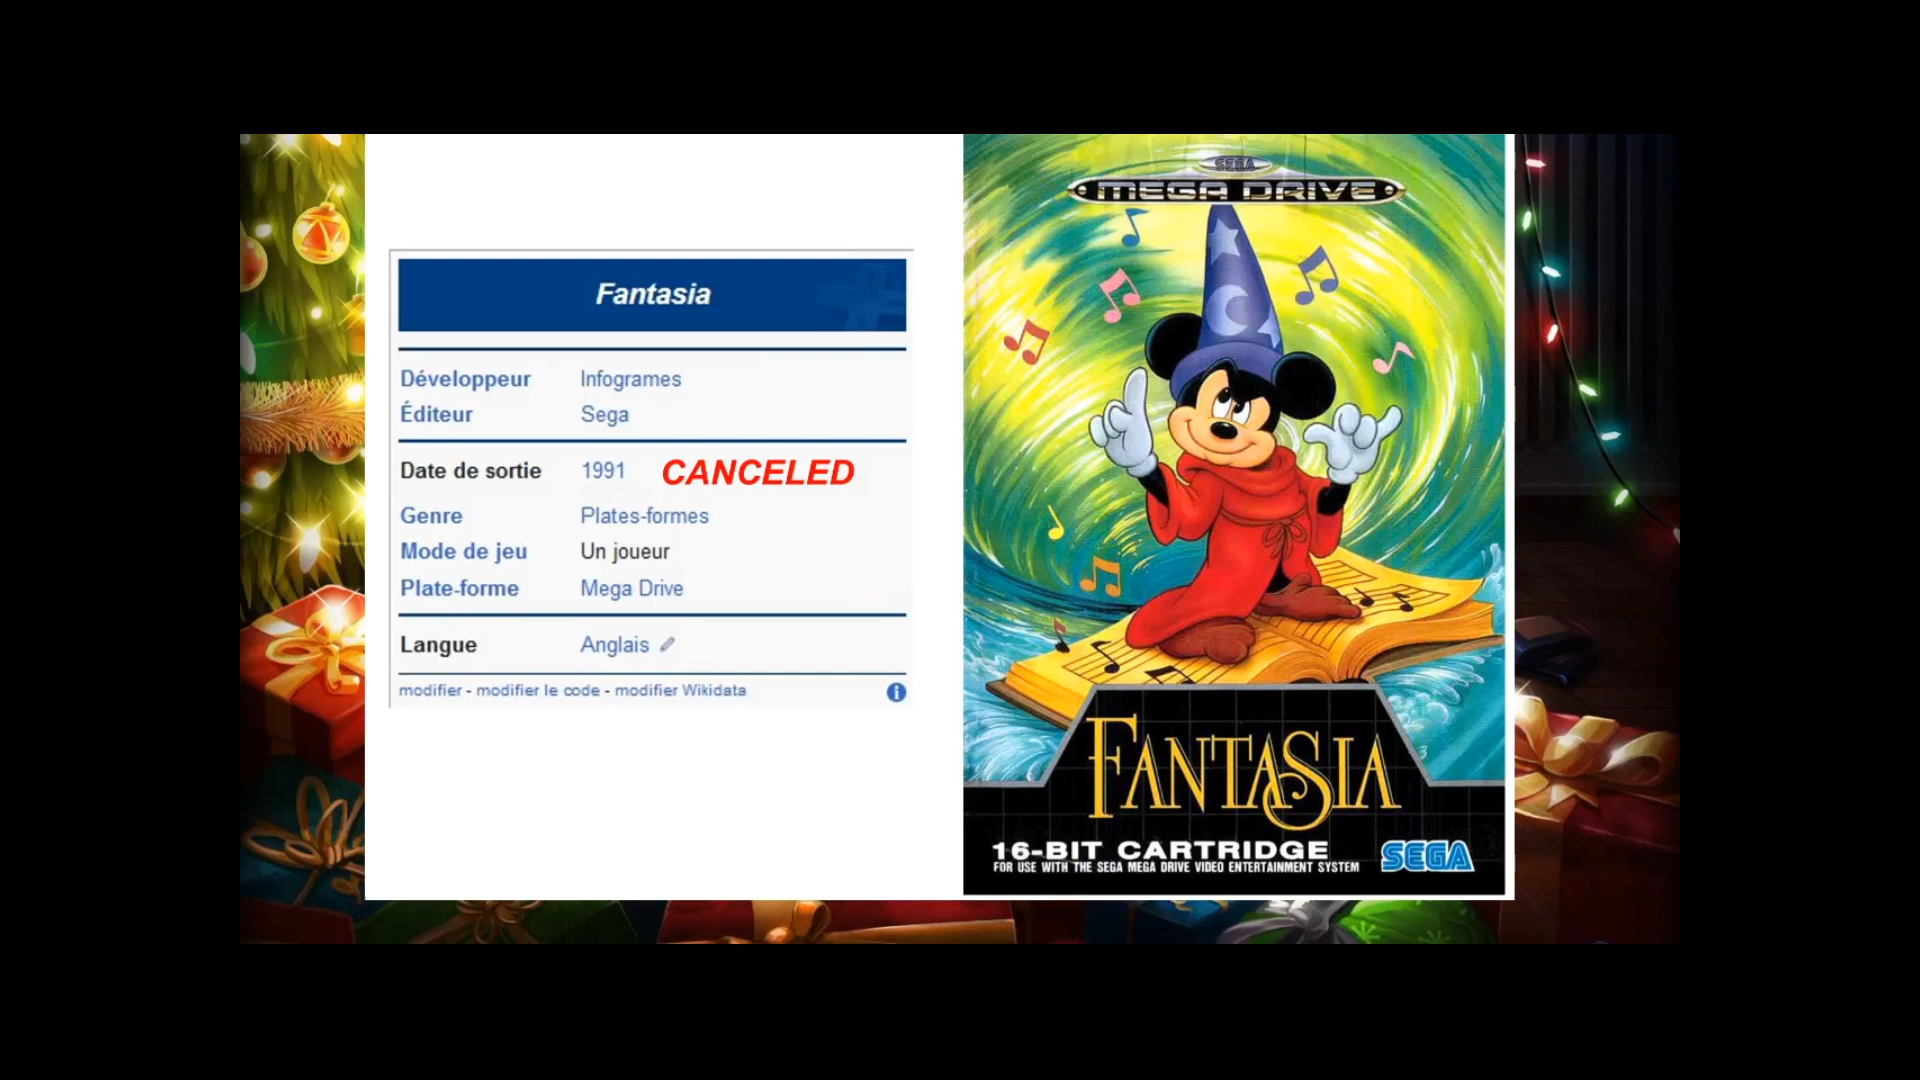 Fantasia
Développeur Infogrames
Éditeur Sega
Date de sortie 1991 CANCELED
Genre Plates-formes
Mode de jeu Un joueur
Plate-forme Mega Drive
Langue Anglais
modifier - modifier le code - modifier Wikidata
SEGA
MEGA DRIVE
FANTASIA
16-BIT CARTRIDGE
FOR USE WITH THE SEGA MEGA DRIVE VIDEO ENTERTAINMENT SYSTEM
SEGA